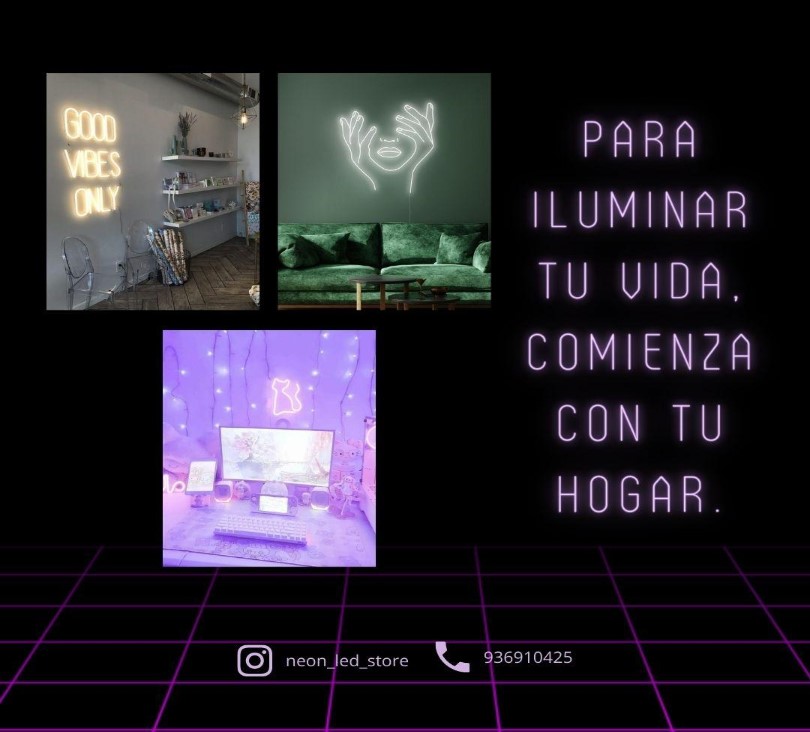 GOOD
VIBES
ONLY
PARA
ILUMINAR
TU VIDA,
COMIENZA
CON TU
HOGAR.
neon_led_store
936910425